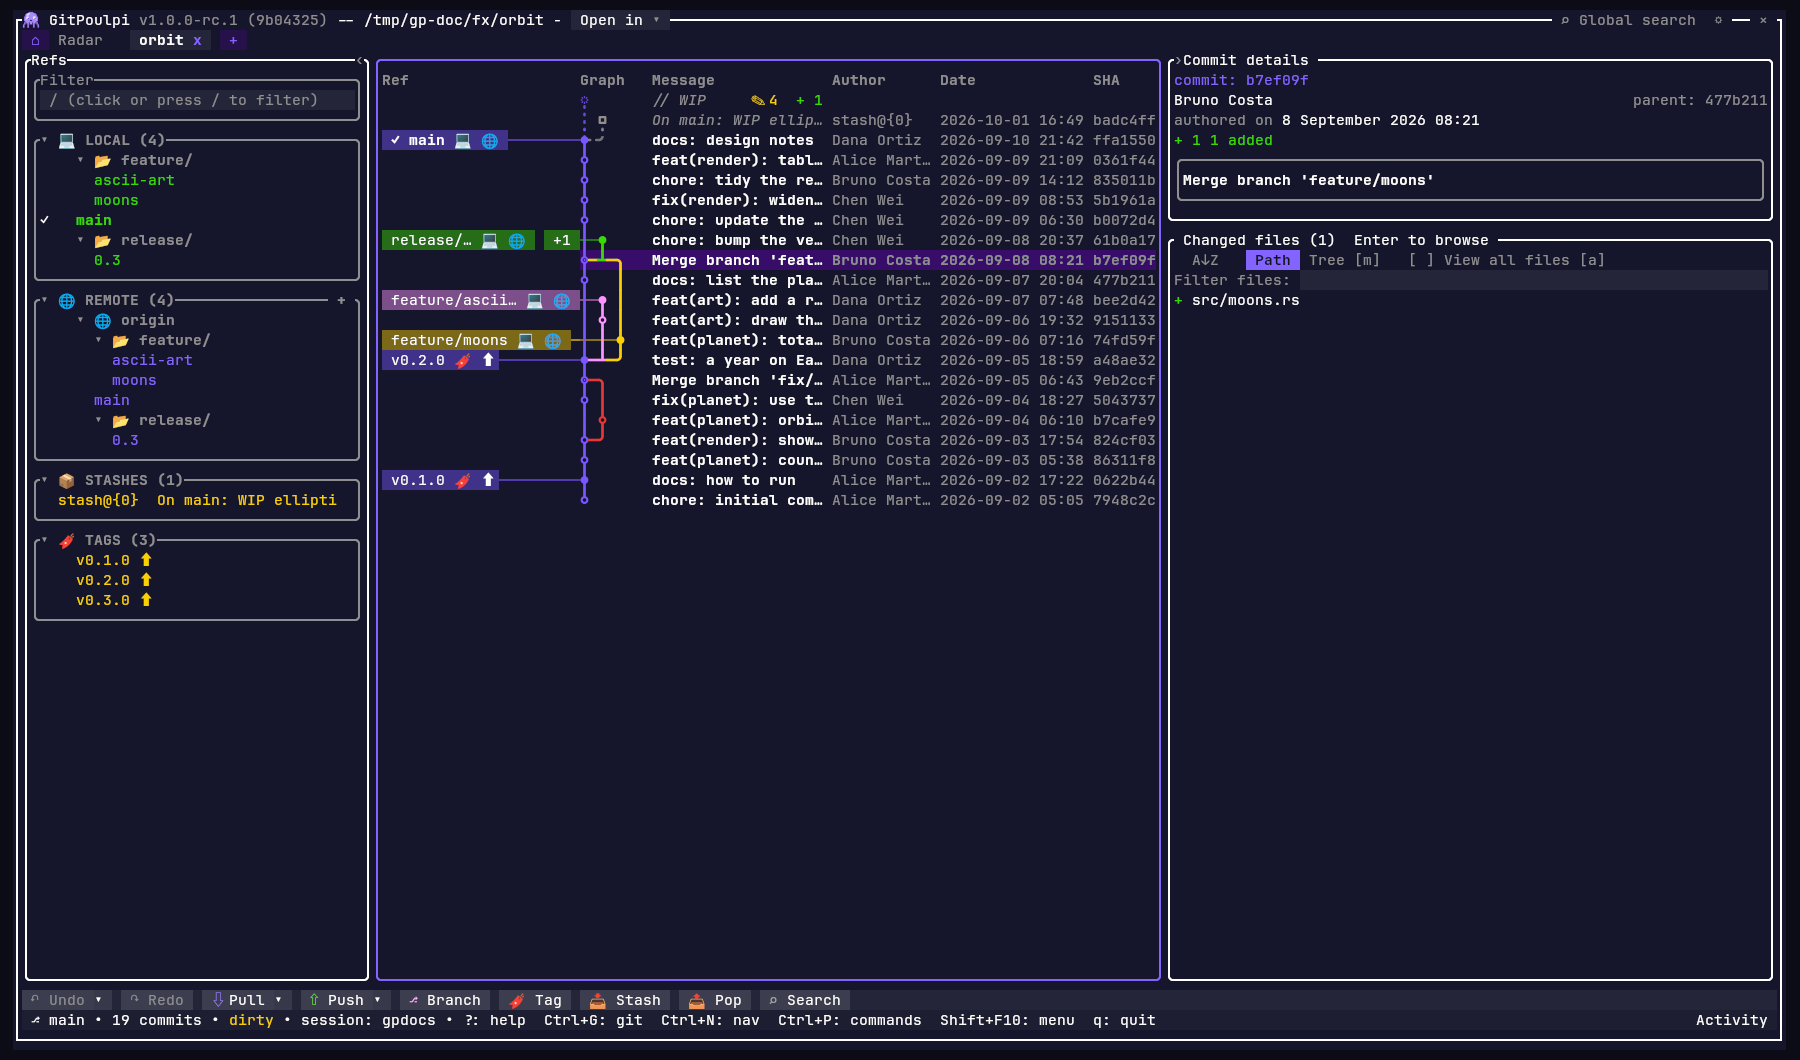 GitPoulpi v1.0.0-rc.1 (9b04325) -- /tmp/gp-doc/fx/orbit - Open in ▾ ⌕ Global search ⚙ ×
⌂ Radar orbit x +
Refs
Filter
/ (click or press / to filter)
LOCAL (4)
feature/
ascii-art
moons
✓ main
release/
0.3
REMOTE (4) +
origin
feature/
ascii-art
moons
main
release/
0.3
STASHES (1)
stash@{0} On main: WIP ellipti
TAGS (3)
v0.1.0 ⬆
v0.2.0 ⬆
v0.3.0 ⬆
Ref Graph Message Author Date SHA
// WIP ✎ 4 + 1
On main: WIP ellip… stash@{0} 2026-10-01 16:49 badc4ff
✓ main docs: design notes Dana Ortiz 2026-09-10 21:42 ffa1550
feat(render): tabl… Alice Mart… 2026-09-09 21:09 0361f44
chore: tidy the re… Bruno Costa 2026-09-09 14:12 835011b
fix(render): widen… Chen Wei 2026-09-09 08:53 5b1961a
chore: update the … Chen Wei 2026-09-09 06:30 b0072d4
release/… +1 chore: bump the ve… Chen Wei 2026-09-08 20:37 61b0a17
Merge branch 'feat… Bruno Costa 2026-09-08 08:21 b7ef09f
docs: list the pla… Alice Mart… 2026-09-07 20:04 477b211
feature/ascii… feat(art): add a r… Dana Ortiz 2026-09-07 07:48 bee2d42
feat(art): draw th… Dana Ortiz 2026-09-06 19:32 9151133
feature/moons feat(planet): tota… Bruno Costa 2026-09-06 07:16 74fd59f
v0.2.0 ⬆ test: a year on Ea… Dana Ortiz 2026-09-05 18:59 a48ae32
Merge branch 'fix/… Alice Mart… 2026-09-05 06:43 9eb2ccf
fix(planet): use t… Chen Wei 2026-09-04 18:27 5043737
feat(planet): orbi… Alice Mart… 2026-09-04 06:10 b7cafe9
feat(render): show… Bruno Costa 2026-09-03 17:54 824cf03
feat(planet): coun… Bruno Costa 2026-09-03 05:38 86311f8
v0.1.0 ⬆ docs: how to run Alice Mart… 2026-09-02 17:22 0622b44
chore: initial com… Alice Mart… 2026-09-02 05:05 7948c2c
Commit details
commit: b7ef09f
Bruno Costa parent: 477b211
authored on 8 September 2026 08:21
+ 1 1 added
Merge branch 'feature/moons'
Changed files (1) Enter to browse
A↓Z Path Tree [m] [ ] View all files [a]
Filter files:
+ src/moons.rs
Undo ▾ Redo Pull ▾ Push ▾ Branch Tag Stash Pop Search
main • 19 commits • dirty • session: gpdocs • ?: help Ctrl+G: git Ctrl+N: nav Ctrl+P: commands Shift+F10: menu q: quit Activity